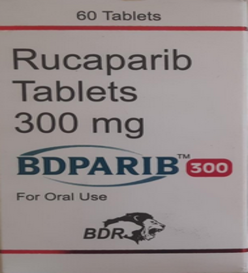 60 Tablets
Rucaparib
Tablets
300 mg
BDPARIB™ 300
For Oral Use
BDR